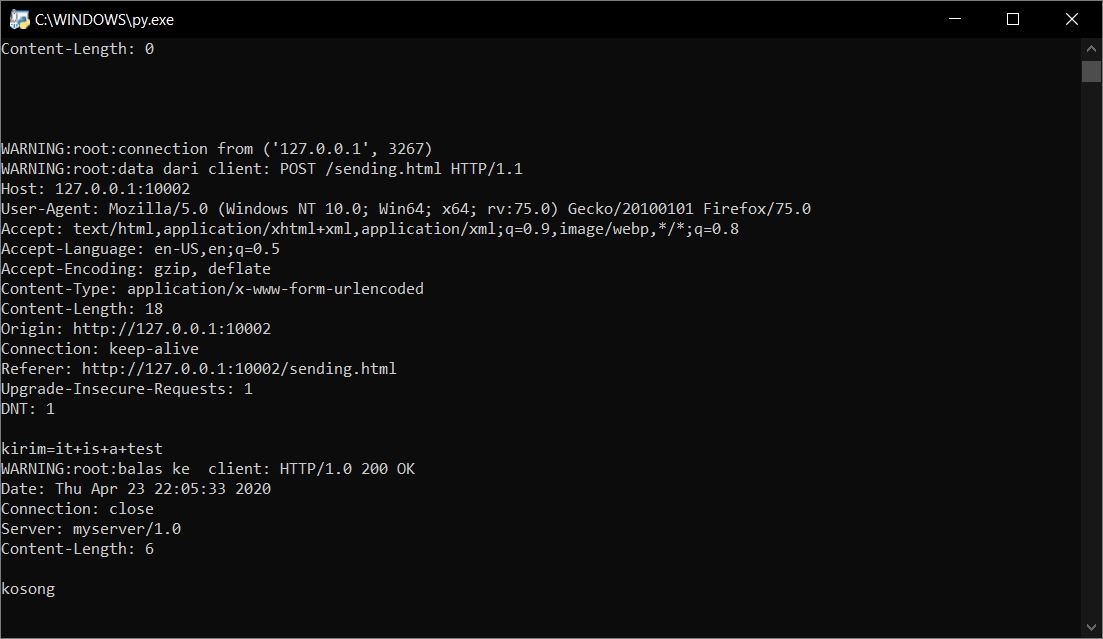 C:\WINDOWS\py.exe
Content-Length: 0
WARNING:root:connection from ('127.0.0.1', 3267)
WARNING:root:data dari client: POST /sending.html HTTP/1.1
Host: 127.0.0.1:10002
User-Agent: Mozilla/5.0 (Windows NT 10.0; Win64; x64; rv:75.0) Gecko/20100101 Firefox/75.0
Accept: text/html,application/xhtml+xml,application/xml;q=0.9,image/webp,*/*;q=0.8
Accept-Language: en-US,en;q=0.5
Accept-Encoding: gzip, deflate
Content-Type: application/x-www-form-urlencoded
Content-Length: 18
Origin: http://127.0.0.1:10002
Connection: keep-alive
Referer: http://127.0.0.1:10002/sending.html
Upgrade-Insecure-Requests: 1
DNT: 1
kirim=it+is+a+test
WARNING:root:balas ke  client: HTTP/1.0 200 OK
Date: Thu Apr 23 22:05:33 2020
Connection: close
Server: myserver/1.0
Content-Length: 6
kosong